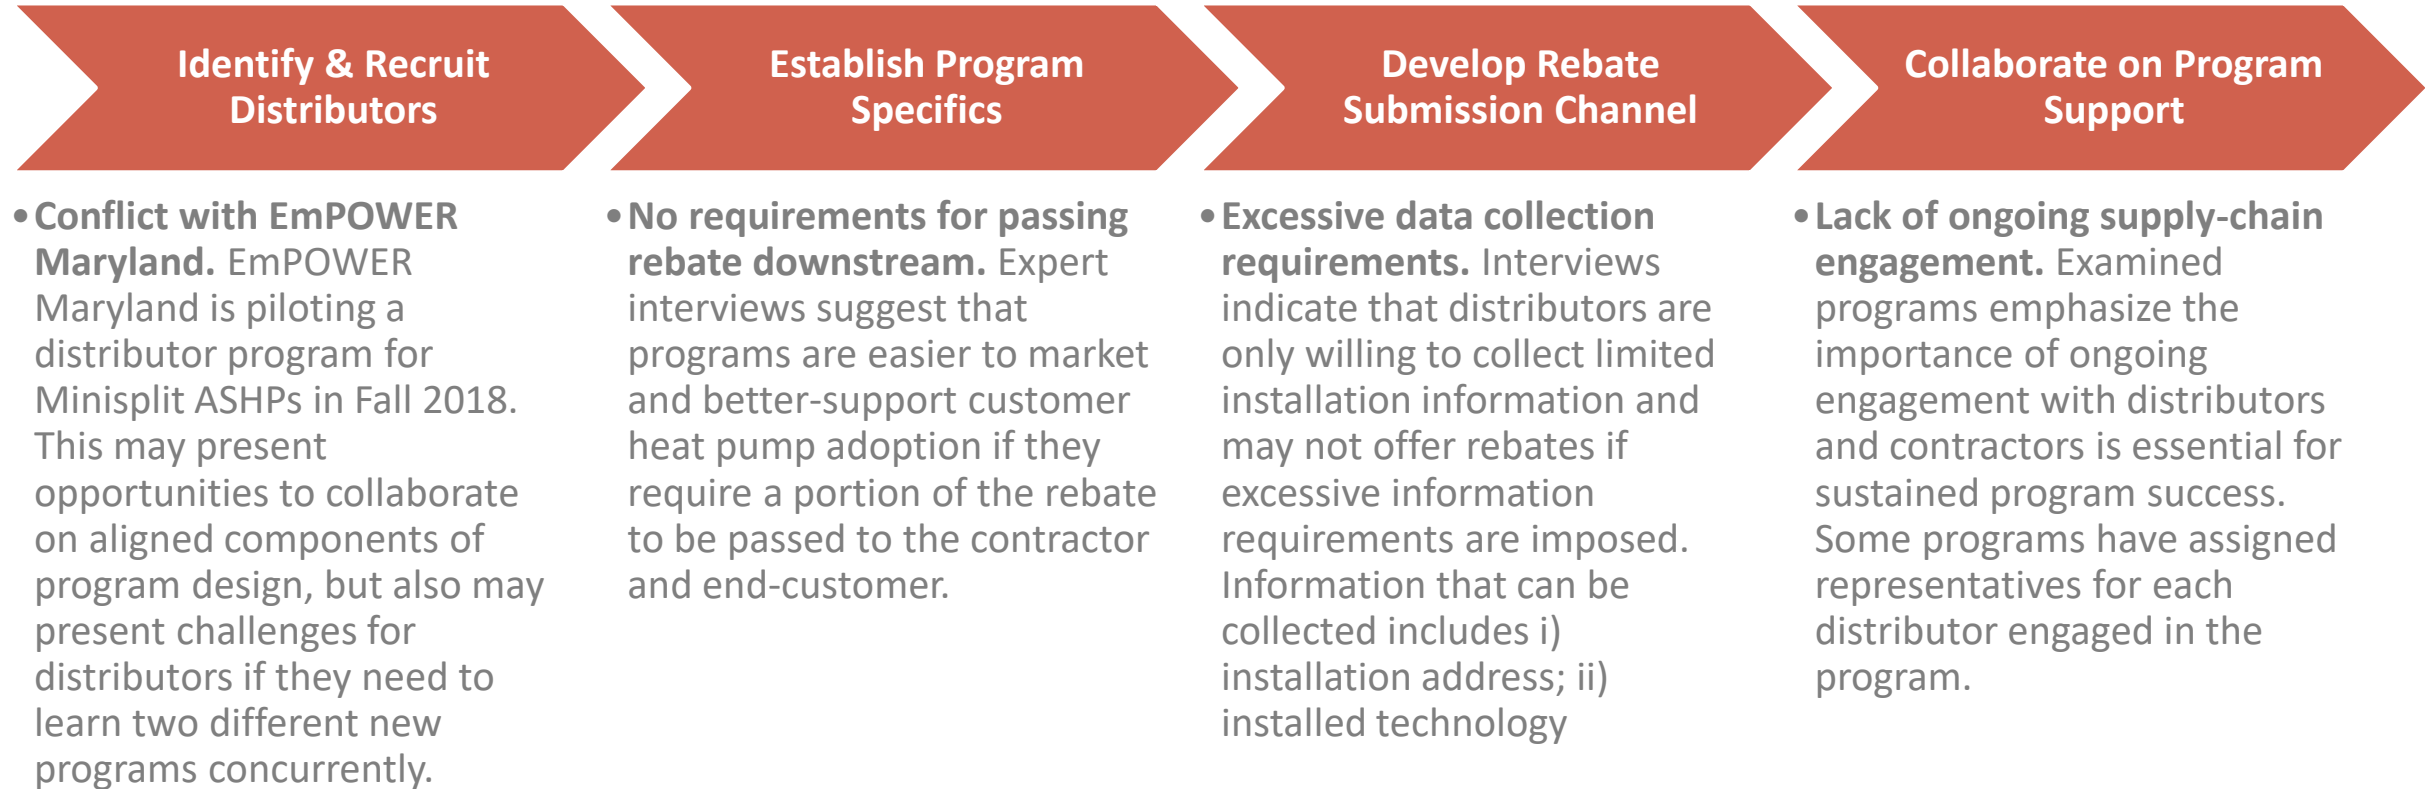 Identify & Recruit
Distributors
•Conflict with EmPOWER
Maryland. EmPOWER
Maryland is piloting a
distributor program for
Minisplit ASHPs in Fall 2018.
This may present
opportunities to collaborate
on aligned components of
program design, but also may
present challenges for
distributors if they need to
learn two different new
programs concurrently.
Establish Program
Specifics
•No requirements for passing
rebate downstream. Expert
interviews suggest that
programs are easier to market
and better-support customer
heat pump adoption if they
require a portion of the rebate
to be passed to the contractor
and end-customer.
Develop Rebate
Submission Channel
•Excessive data collection
requirements. Interviews
indicate that distributors are
only willing to collect limited
installation information and
may not offer rebates if
excessive information
requirements are imposed.
Information that can be
collected includes i)
installation address; ii)
installed technology
Collaborate on Program
Support
•Lack of ongoing supply-chain
engagement. Examined
programs emphasize the
importance of ongoing
engagement with distributors
and contractors is essential for
sustained program success.
Some programs have assigned
representatives for each
distributor engaged in the
program.